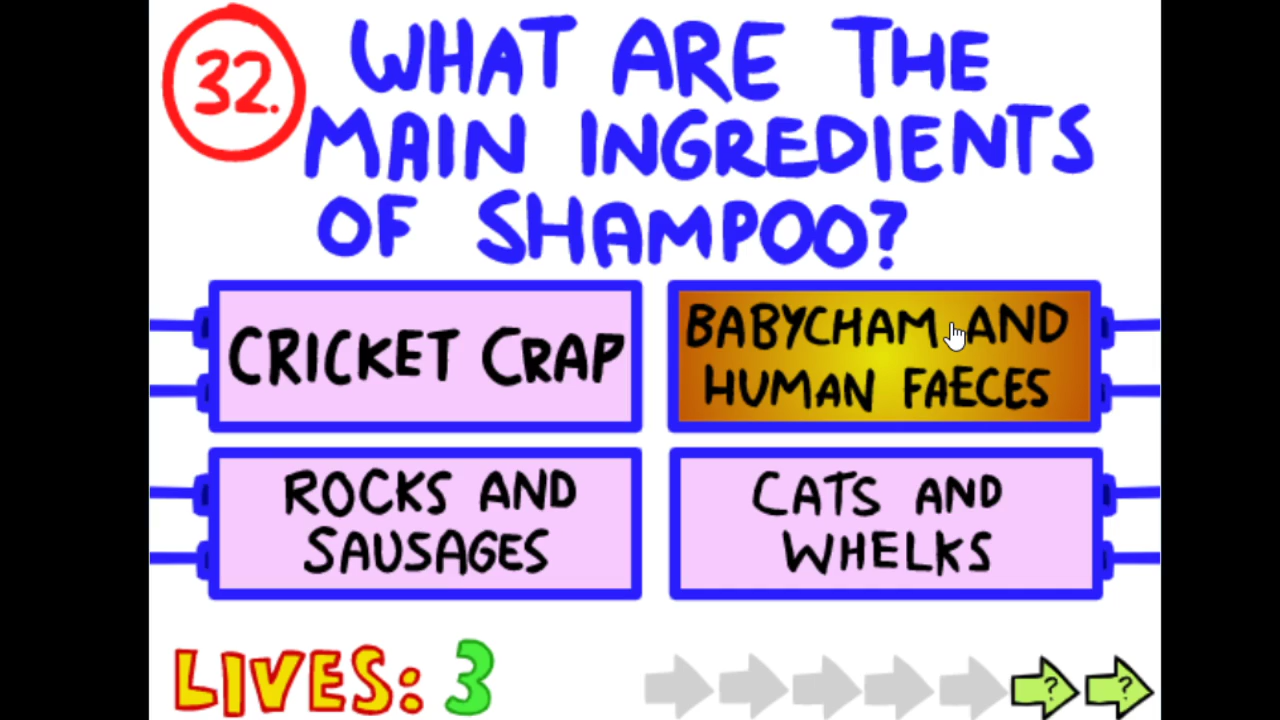 32. WHAT ARE THE
MAIN INGREDIENTS
OF SHAMPOO?
CRICKET CRAP
BABYCHAM AND
HUMAN FAECES
ROCKS AND
SAUSAGES
CATS AND
WHELKS
LIVES: 3
? ?